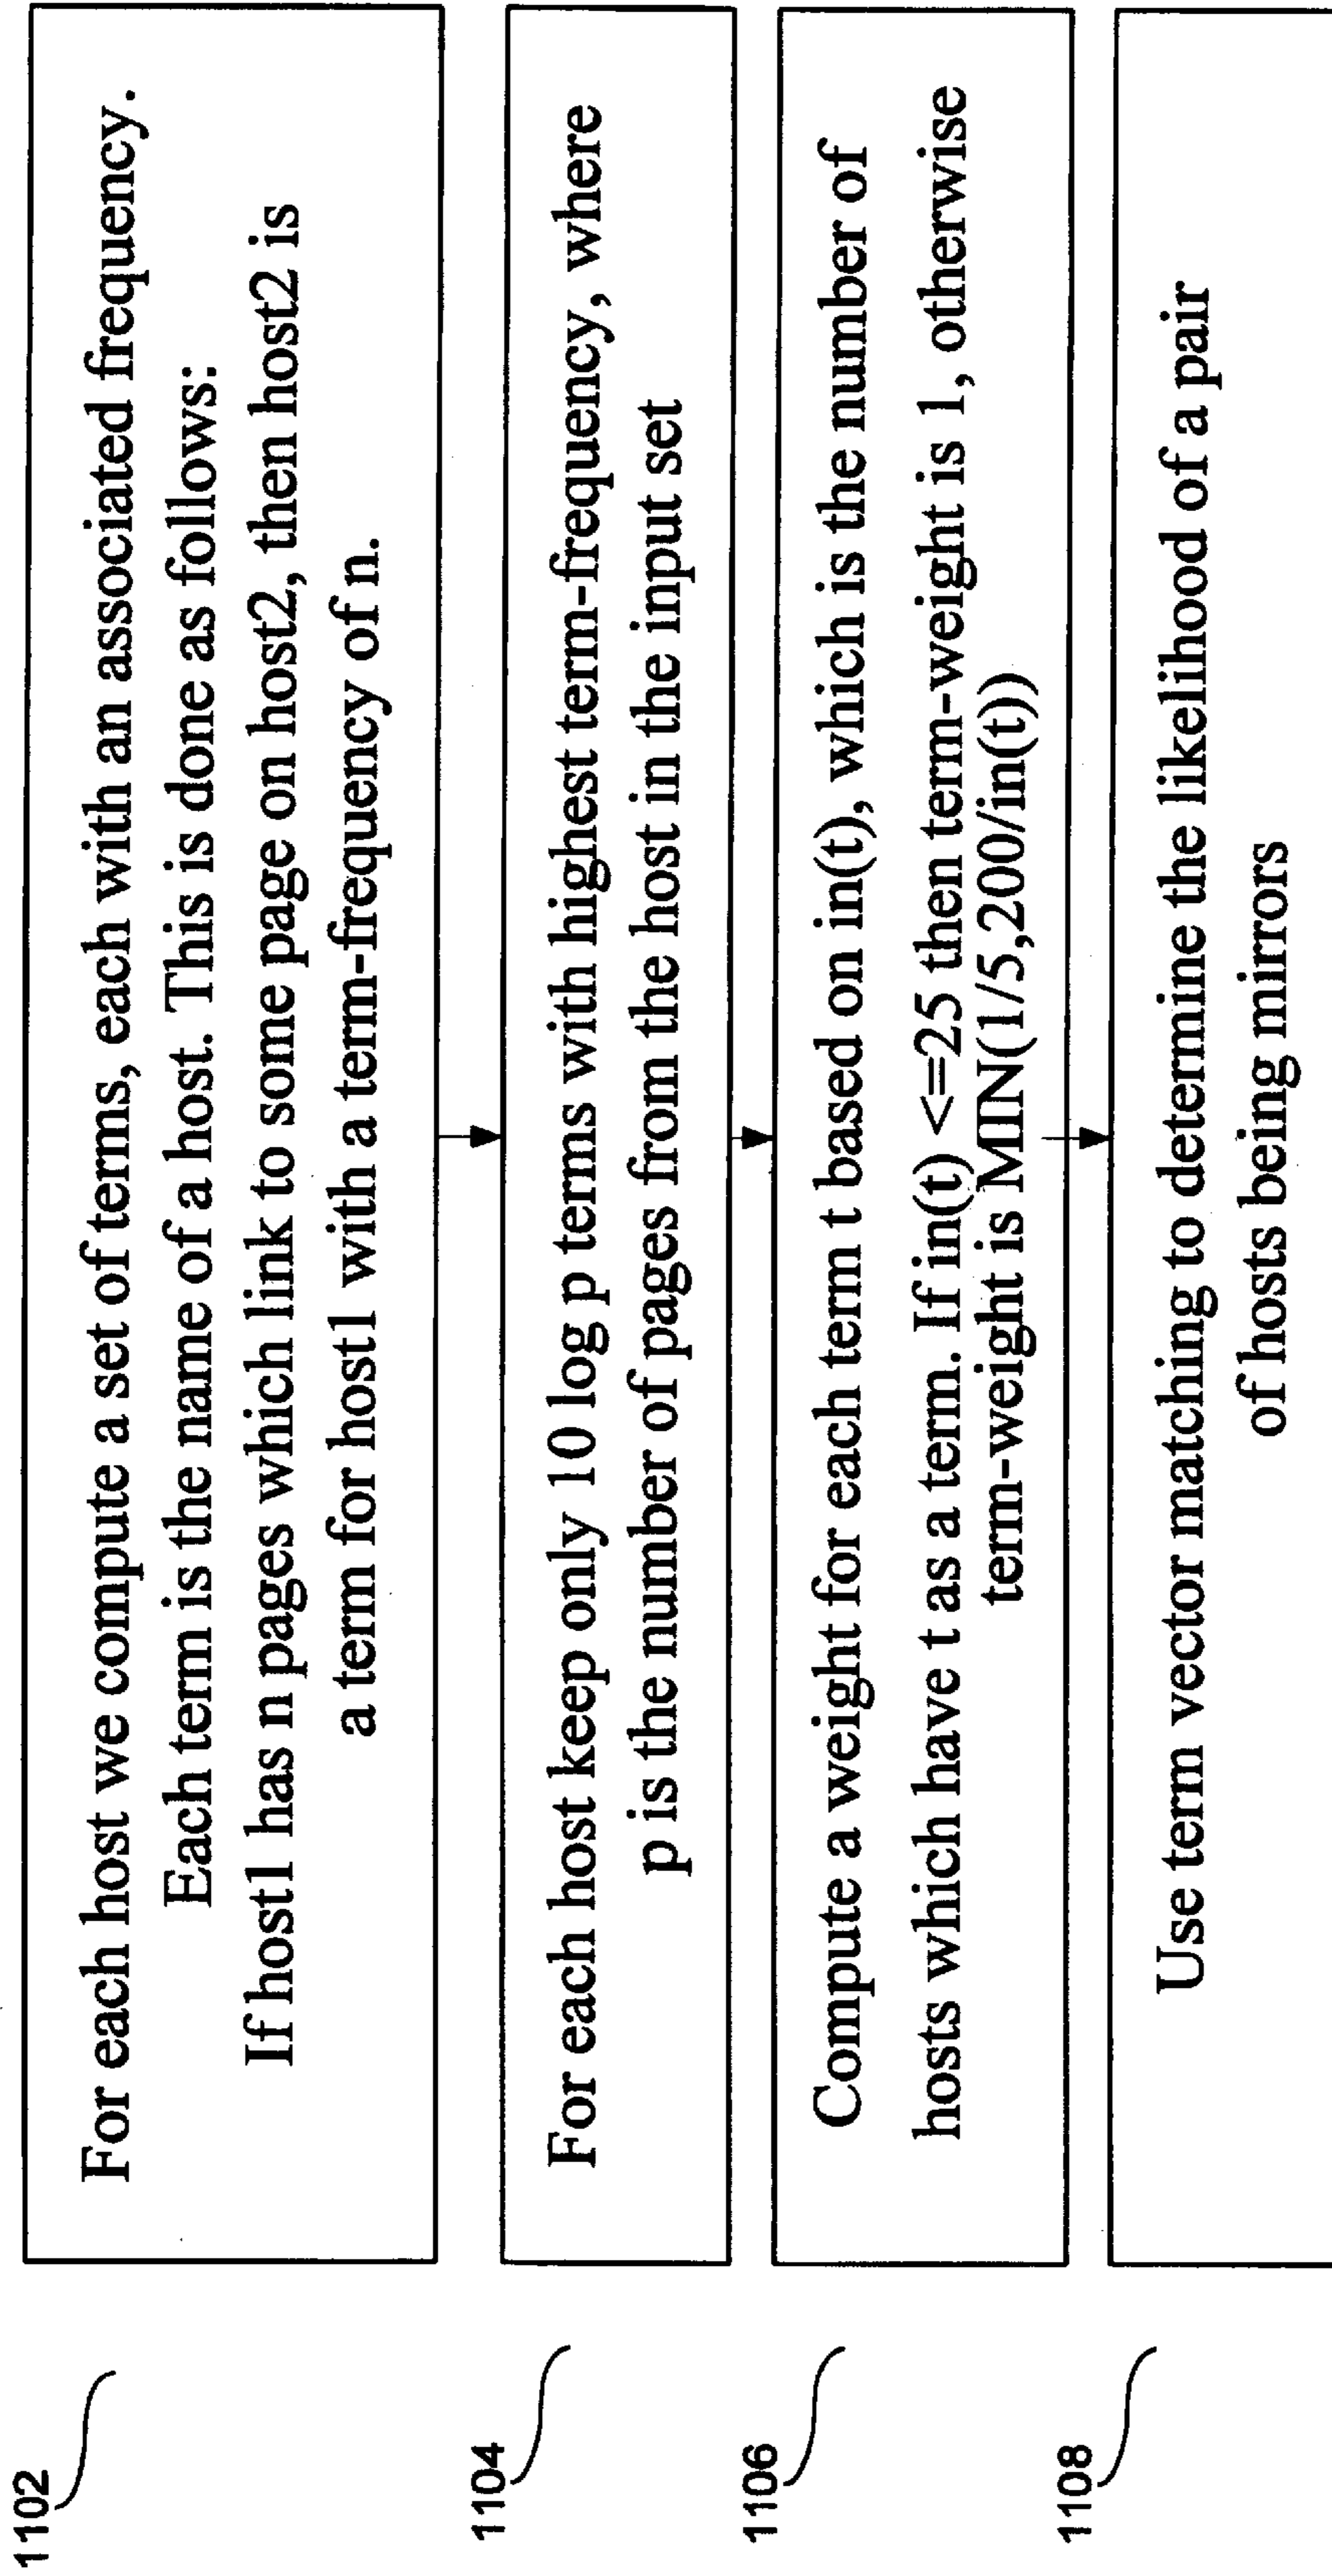 1102
For each host we compute a set of terms, each with an associated frequency.
Each term is the name of a host. This is done as follows:
If host1 has n pages which link to some page on host2, then host2 is
a term for host1 with a term-frequency of n.
1104
For each host keep only 10 log p terms with highest term-frequency, where
p is the number of pages from the host in the input set
1106
Compute a weight for each term t based on in(t), which is the number of
hosts which have t as a term. If in(t) <=25 then term-weight is 1, otherwise
term-weight is MIN(1/5,200/in(t))
1108
Use term vector matching to determine the likelihood of a pair
of hosts being mirrors